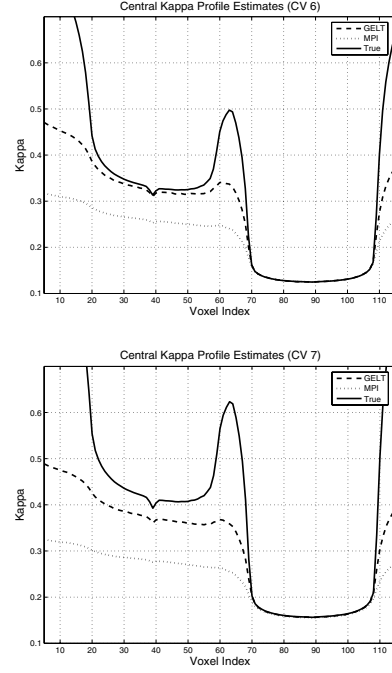 Central Kappa Profile Estimates (CV 6)
GELT
MPI
True
Kappa
0.6
0.5
0.4
0.3
0.2
0.1
10 20 30 40 50 60 70 80 90 100 110
Voxel Index
Central Kappa Profile Estimates (CV 7)
GELT
MPI
True
Kappa
0.6
0.5
0.4
0.3
0.2
0.1
10 20 30 40 50 60 70 80 90 100 110
Voxel Index